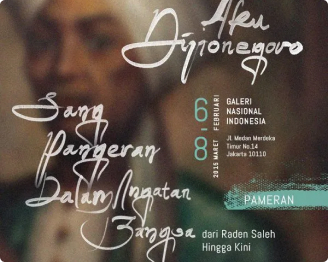 Aku
Diponegoro
Sang
Pangeran
Dalam Ingatan
Bangsa
dari Raden Saleh
Hingga Kini
6 FEBRUARI
-
8 MARET 2015
GALERI
NASIONAL
INDONESIA
Jl. Medan Merdeka
Timur No.14
Jakarta 10110
PAMERAN